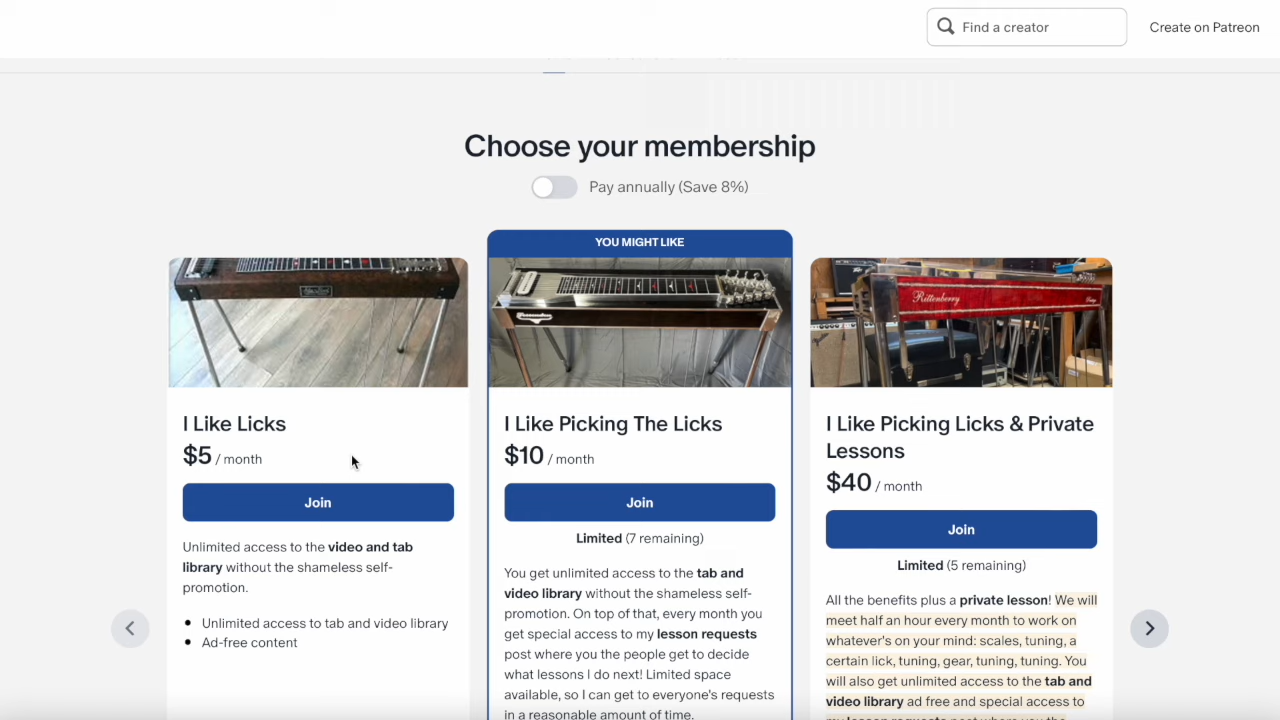 Find a creator
Create on Patreon
Choose your membership
Pay annually (Save 8%)
YOU MIGHT LIKE
Rittenberry
I Like Licks
$5 / month
Join
Unlimited access to the video and tab
library without the shameless self-
promotion.
Unlimited access to tab and video library
Ad-free content
I Like Picking The Licks
$10 / month
Join
Limited (7 remaining)
You get unlimited access to the tab and
video library without the shameless self-
promotion. On top of that, every month you
get special access to my lesson requests
post where you the people get to decide
what lessons I do next! Limited space
available, so I can get to everyone's requests
in a reasonable amount of time.
I Like Picking Licks & Private
Lessons
$40 / month
Join
Limited (5 remaining)
All the benefits plus a private lesson! We will
meet half an hour every month to work on
whatever's on your mind: scales, tuning, a
certain lick, tuning, gear, tuning, tuning. You
will also get unlimited access to the tab and
video library ad free and special access to
my lesson requests post where you the